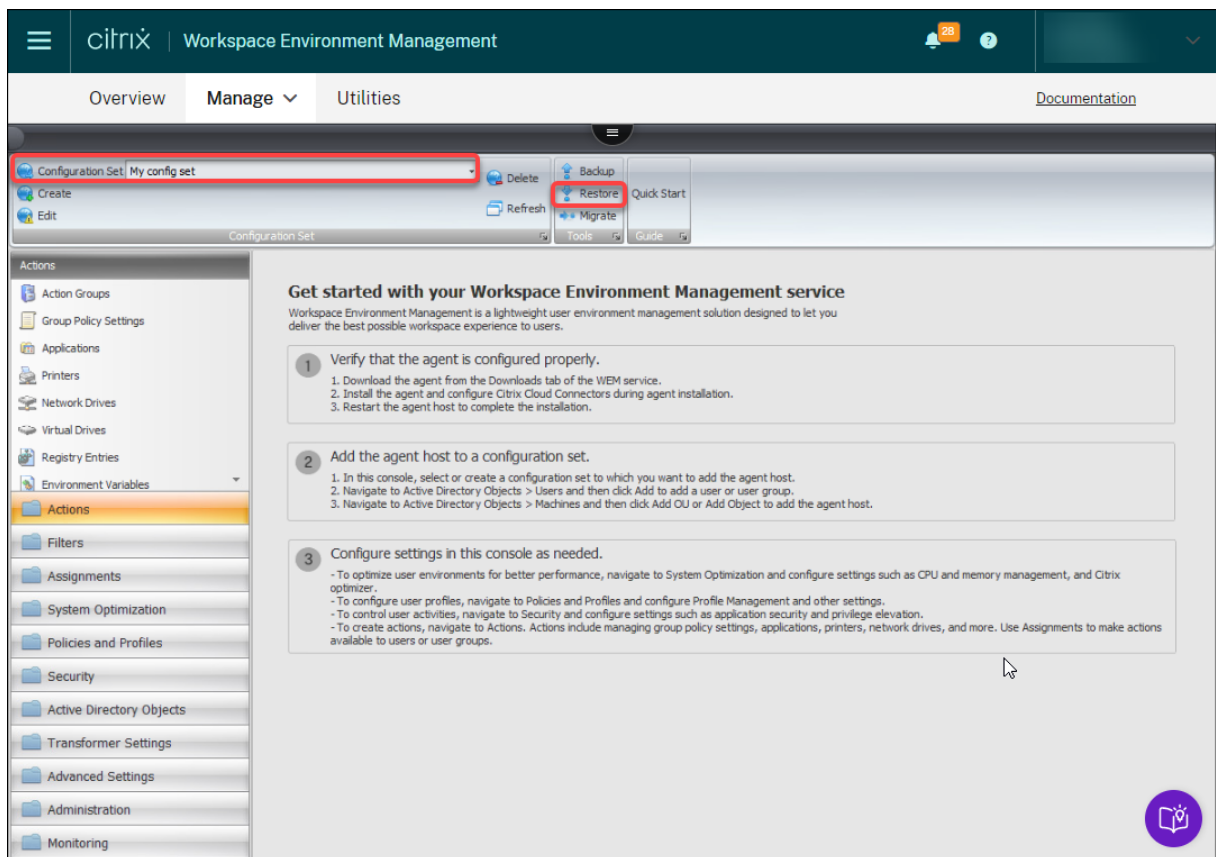 citrix | Workspace Environment Management
28
?
Overview
Manage
Utilities
Documentation
Configuration Set My config set
Create
Edit
Configuration Set
Delete
Refresh
Backup
Restore
Migrate
Tools
Quick Start
Guide
Actions
Action Groups
Group Policy Settings
Applications
Printers
Network Drives
Virtual Drives
Registry Entries
Environment Variables
Actions
Filters
Assignments
System Optimization
Policies and Profiles
Security
Active Directory Objects
Transformer Settings
Advanced Settings
Administration
Monitoring
Get started with your Workspace Environment Management service
Workspace Environment Management is a lightweight user environment management solution designed to let you
deliver the best possible workspace experience to users.
1
Verify that the agent is configured properly.
1. Download the agent from the Downloads tab of the WEM service.
2. Install the agent and configure Citrix Cloud Connectors during agent installation.
3. Restart the agent host to complete the installation.
2
Add the agent host to a configuration set.
1. In this console, select or create a configuration set to which you want to add the agent host.
2. Navigate to Active Directory Objects > Users and then click Add to add a user or user group.
3. Navigate to Active Directory Objects > Machines and then click Add OU or Add Object to add the agent host.
3
Configure settings in this console as needed.
- To optimize user environments for better performance, navigate to System Optimization and configure settings such as CPU and memory management, and Citrix
optimizer.
- To configure user profiles, navigate to Policies and Profiles and configure Profile Management and other settings.
- To control user activities, navigate to Security and configure settings such as application security and privilege elevation.
- To create actions, navigate to Actions. Actions include managing group policy settings, applications, printers, network drives, and more. Use Assignments to make actions
available to users or user groups.